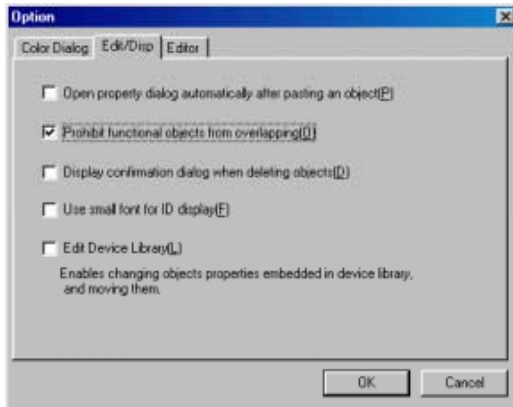 Option
Color Dialog Edit/Disp Editor
Open property dialog automatically after pasting an object(P)
Prohibit functional objects from overlapping(O)
Display confirmation dialog when deleting objects(D)
Use small font for ID display(F)
Edit Device Library(L)
Enables changing objects properties embedded in device library,
and moving them.
OK Cancel